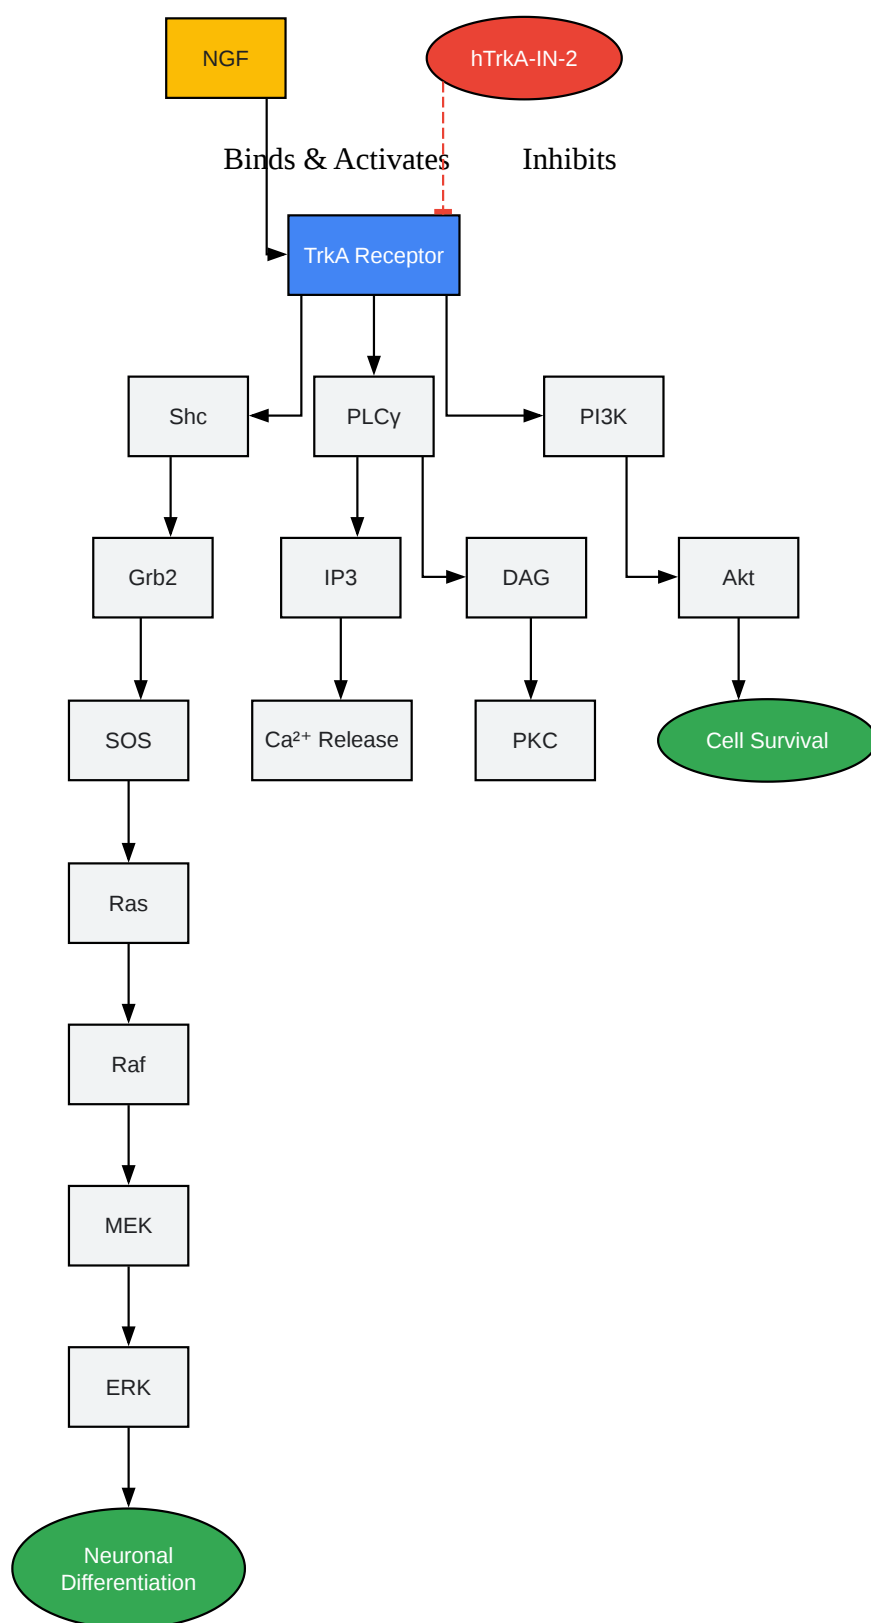 NGF
hTrkA-IN-2
Binds & Activates
Inhibits
TrkA Receptor
Shc
PLCγ
PI3K
Grb2
IP3
DAG
Akt
SOS
Ca²⁺ Release
PKC
Cell Survival
Ras
Raf
MEK
ERK
Neuronal
Differentiation